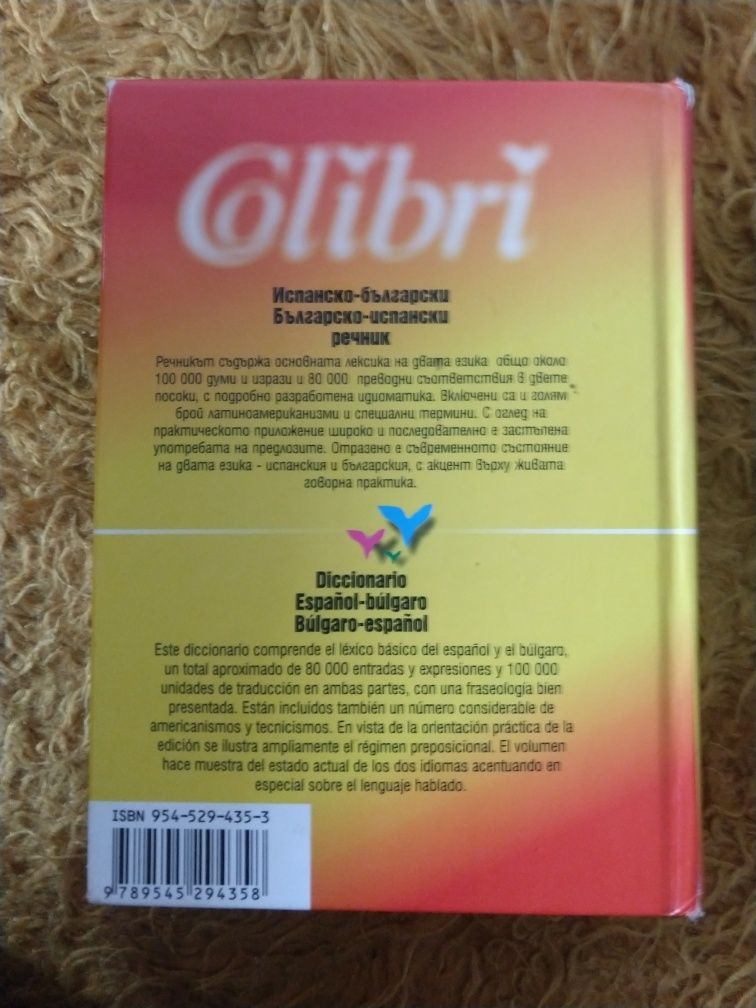 Colibri
Испанско-български
Българско-испански
речник
Речникът съдържа основната лексика на двата езика общо около
100 000 думи и изрази и 80 000 преводни съответствия в двете
посоки, с подробно разработена идиоматика. Включени са и голям
брой латиноамериканизми и специални термини. С оглед на
практическото приложение широко и последователно е застъпена
употребата на предлозите. Отразено е съвременното състояние
на двата езика - испанския и българския, с акцент върху живата
говорна практика.
Diccionario
Español-búlgaro
Búlgaro-español
Este diccionario comprende el léxico básico del español y el búlgaro,
un total aproximado de 80 000 entradas y expresiones y 100 000
unidades de traducción en ambas partes, con una fraseología bien
presentada. Están incluidos también un número considerable de
americanismos y tecnicismos. En vista de la orientación práctica de la
edición se ilustra ampliamente el régimen preposicional. El volumen
hace muestra del estado actual de los dos idiomas acentuando en
especial sobre el lenguaje hablado.
ISBN 954-529-435-3
9 789545 294358